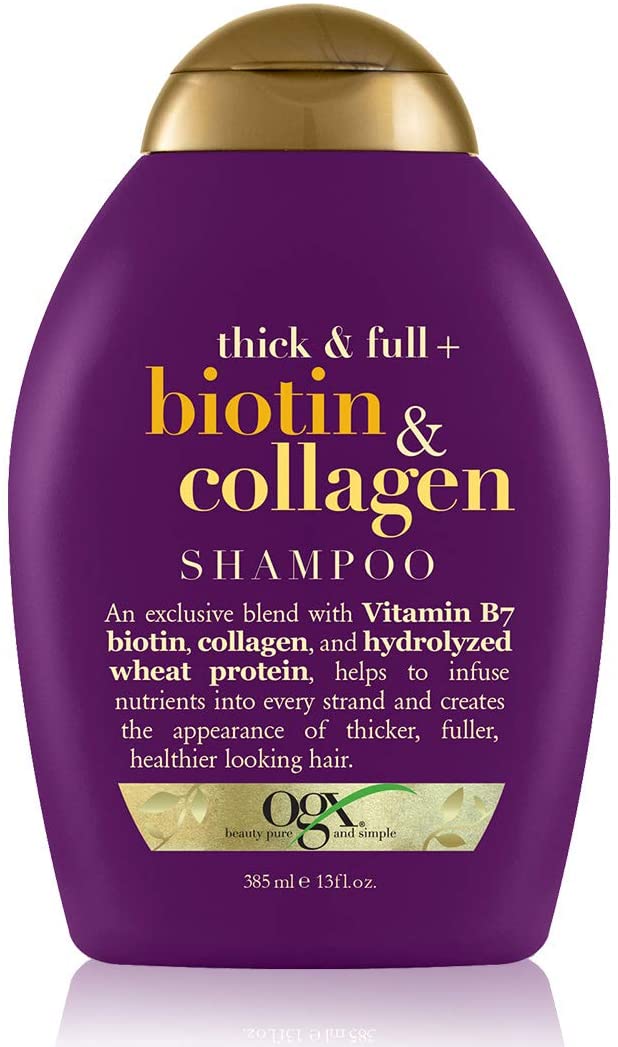 thick & full +
biotin &
collagen
SHAMPOO
An exclusive blend with Vitamin B7
biotin, collagen, and hydrolyzed
wheat protein, helps to infuse
nutrients into every strand and creates
the appearance of thicker, fuller,
healthier looking hair.
ogx®
beauty pure and simple
385 ml e 13 fl. oz.